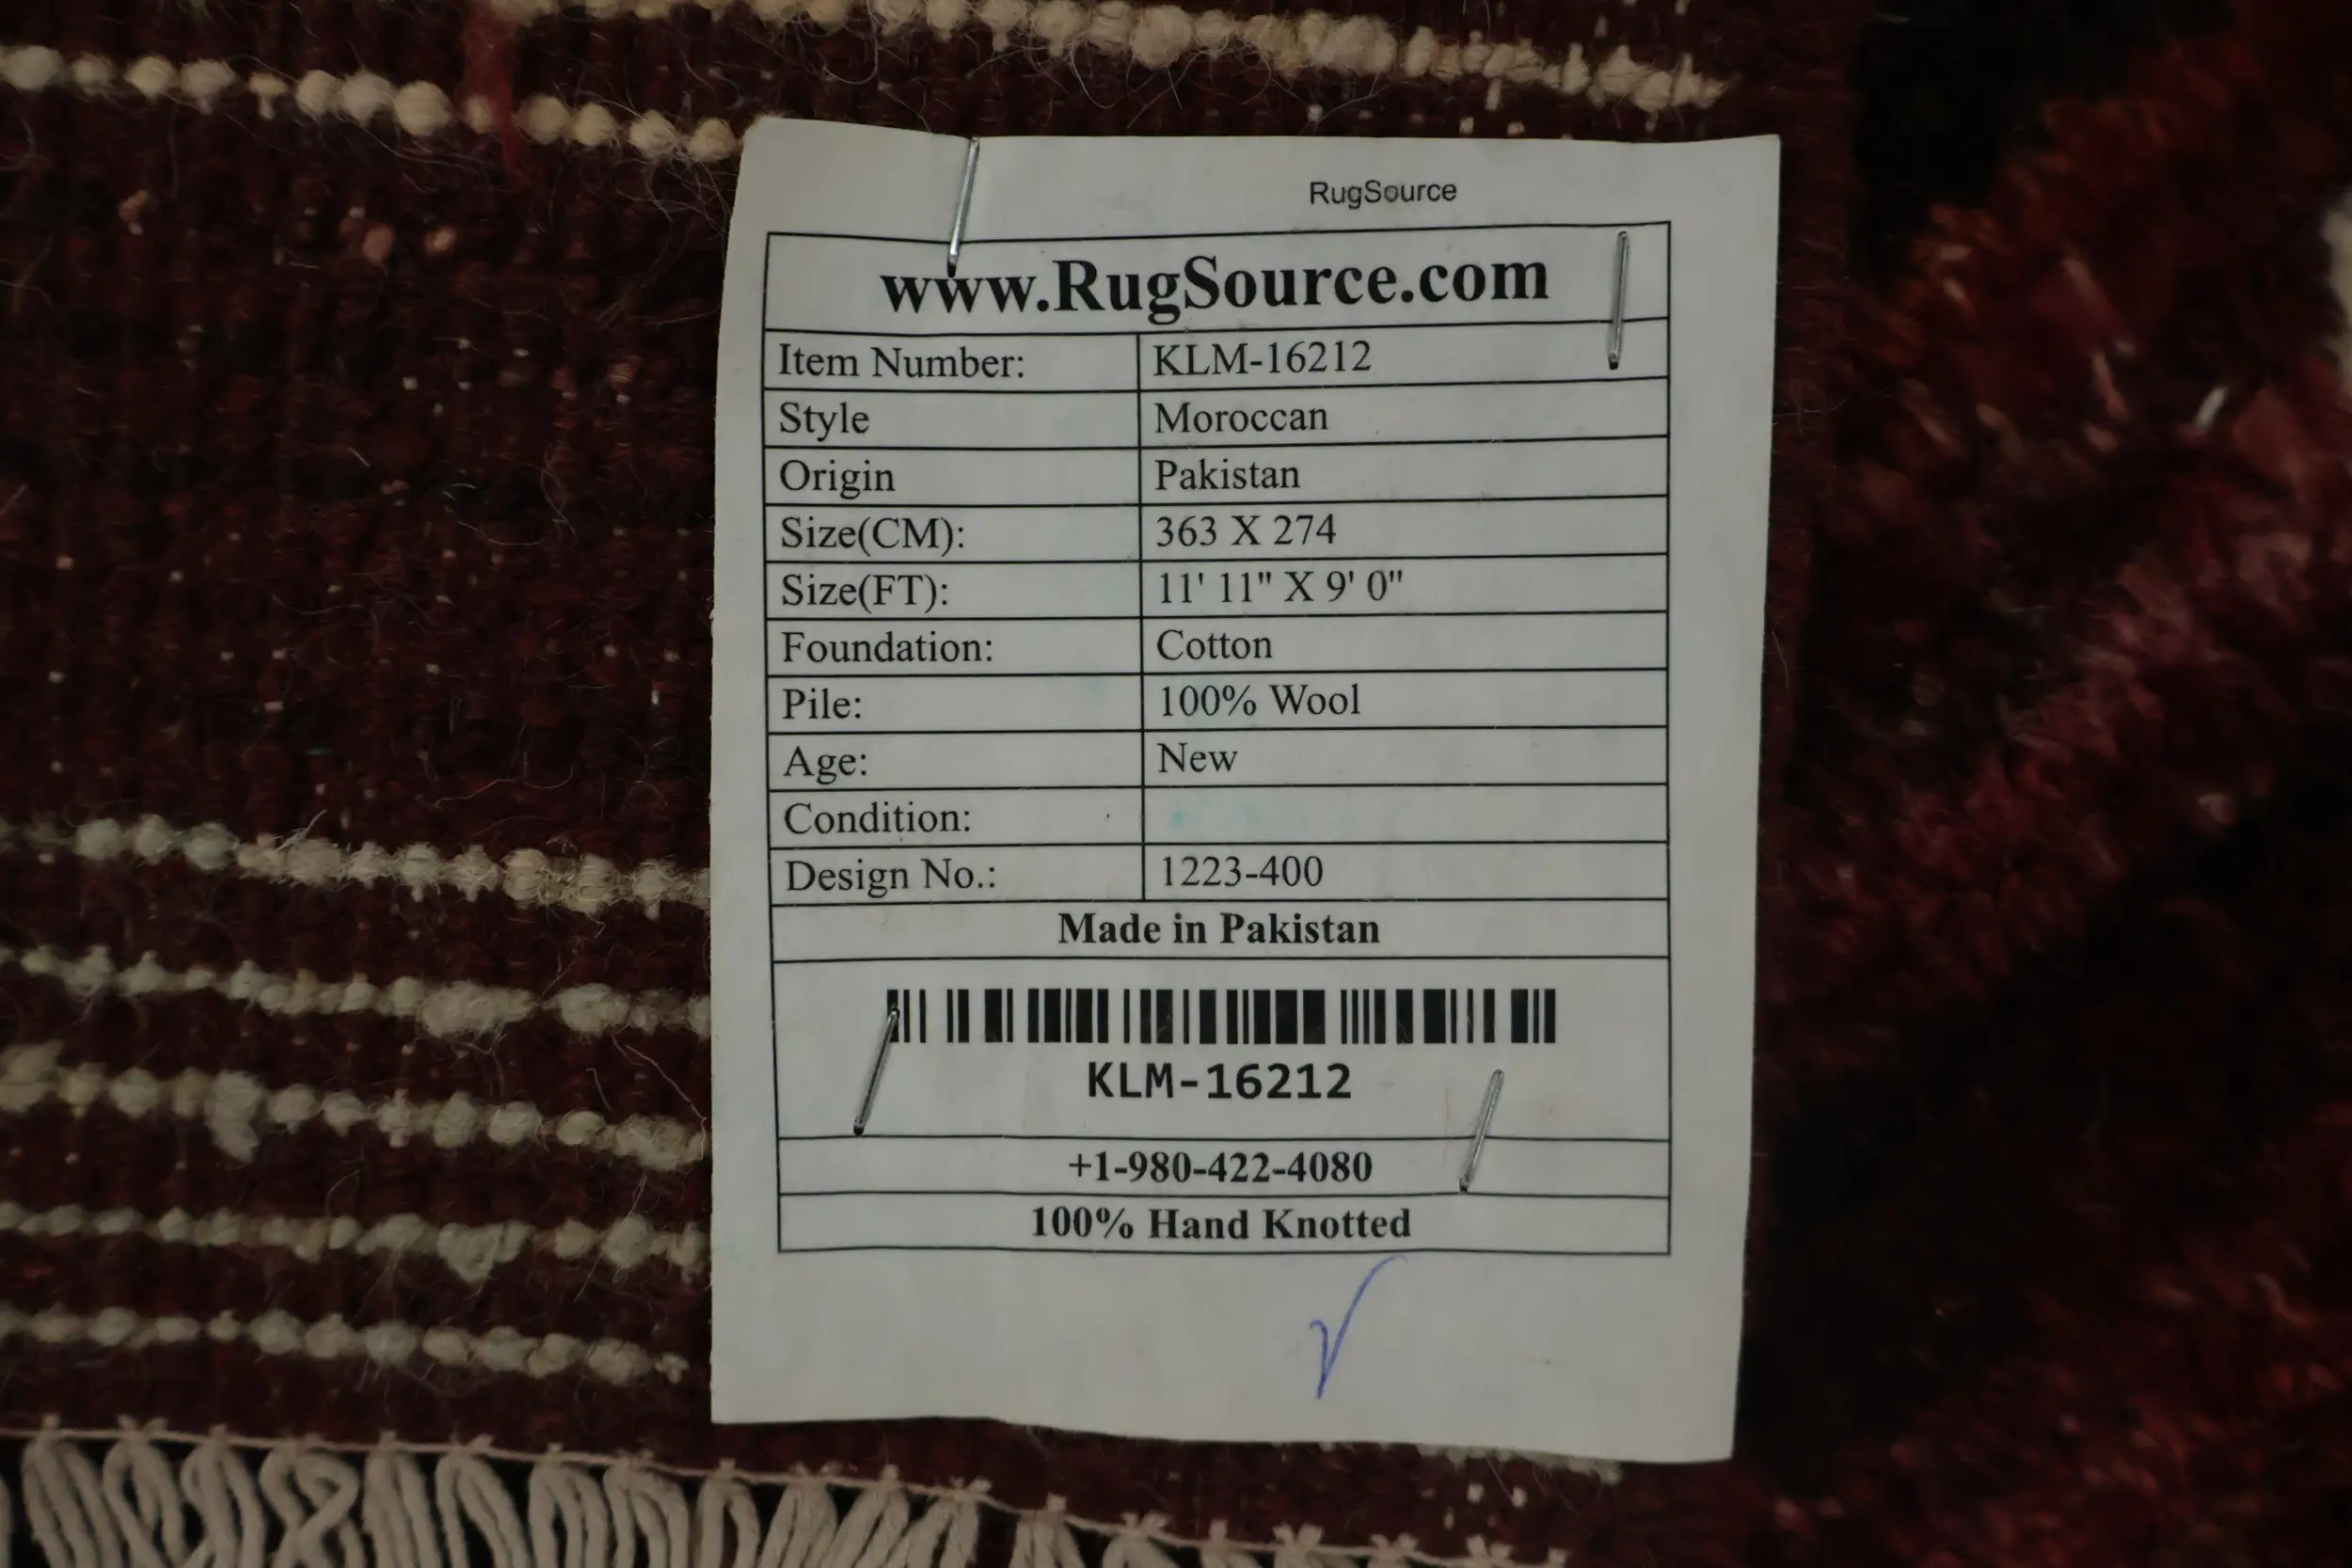 RugSource
www.RugSource.com
Item Number: KLM-16212
Style Moroccan
Origin Pakistan
Size(CM): 363 X 274
Size(FT): 11' 11" X 9' 0"
Foundation: Cotton
Pile: 100% Wool
Age: New
Condition:
Design No.: 1223-400
Made in Pakistan
KLM-16212
+1-980-422-4080
100% Hand Knotted